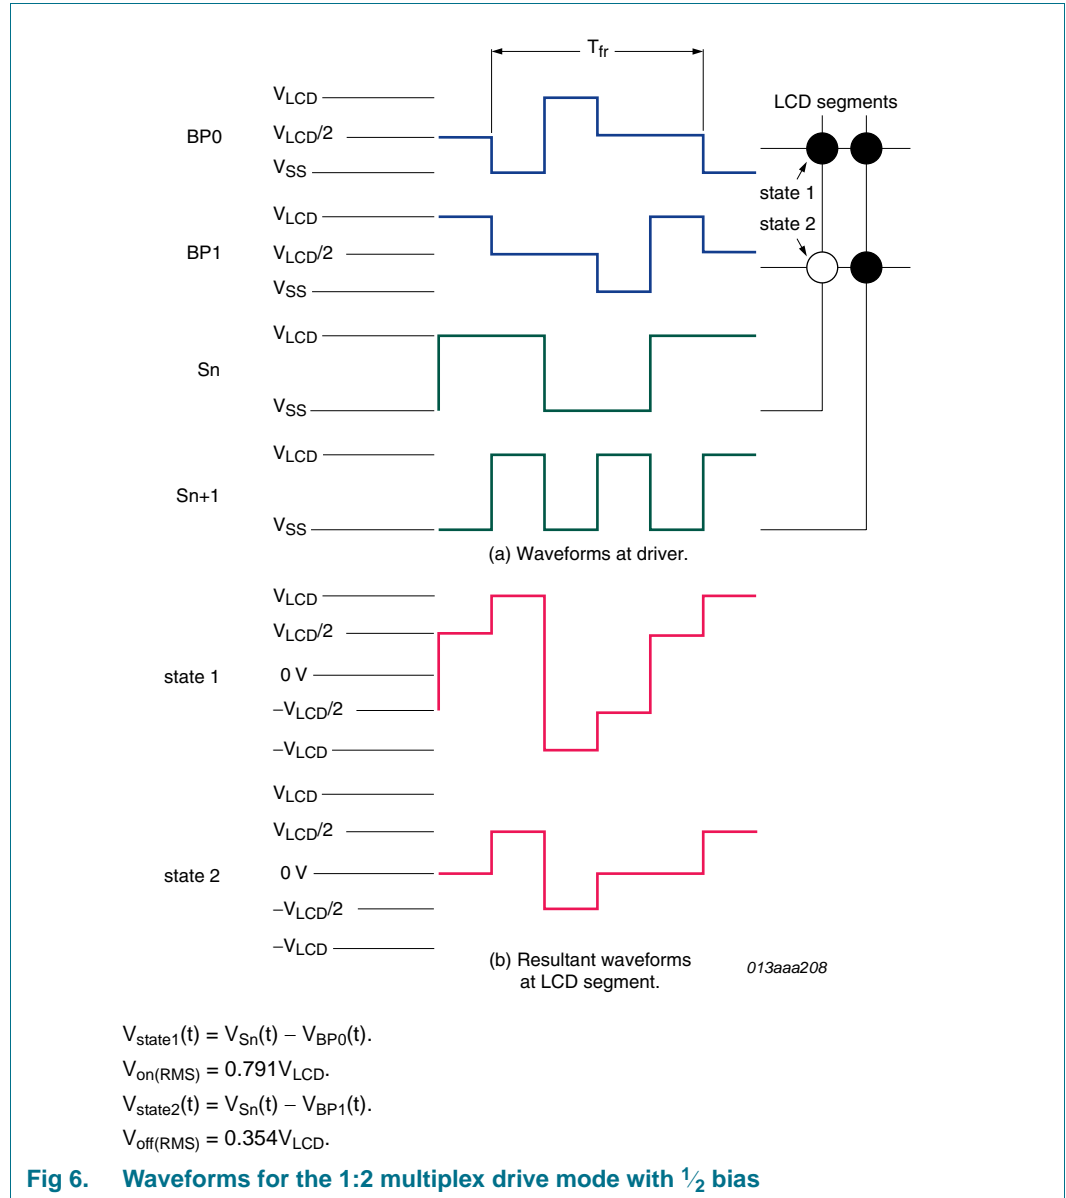 Tfr
VLCD
BP0
VLCD/2
VSS
LCD segments
state 1
state 2
VLCD
BP1
VLCD/2
VSS
VLCD
Sn
VSS
VLCD
Sn+1
VSS
(a) Waveforms at driver.
VLCD
VLCD/2
state 1
0 V
−VLCD/2
−VLCD
VLCD
VLCD/2
state 2
0 V
−VLCD/2
−VLCD
(b) Resultant waveforms
at LCD segment.
013aaa208
Vstate1(t) = VSn(t) − VBP0(t).
Von(RMS) = 0.791VLCD.
Vstate2(t) = VSn(t) − VBP1(t).
Voff(RMS) = 0.354VLCD.
Fig 6. Waveforms for the 1:2 multiplex drive mode with 1⁄2 bias